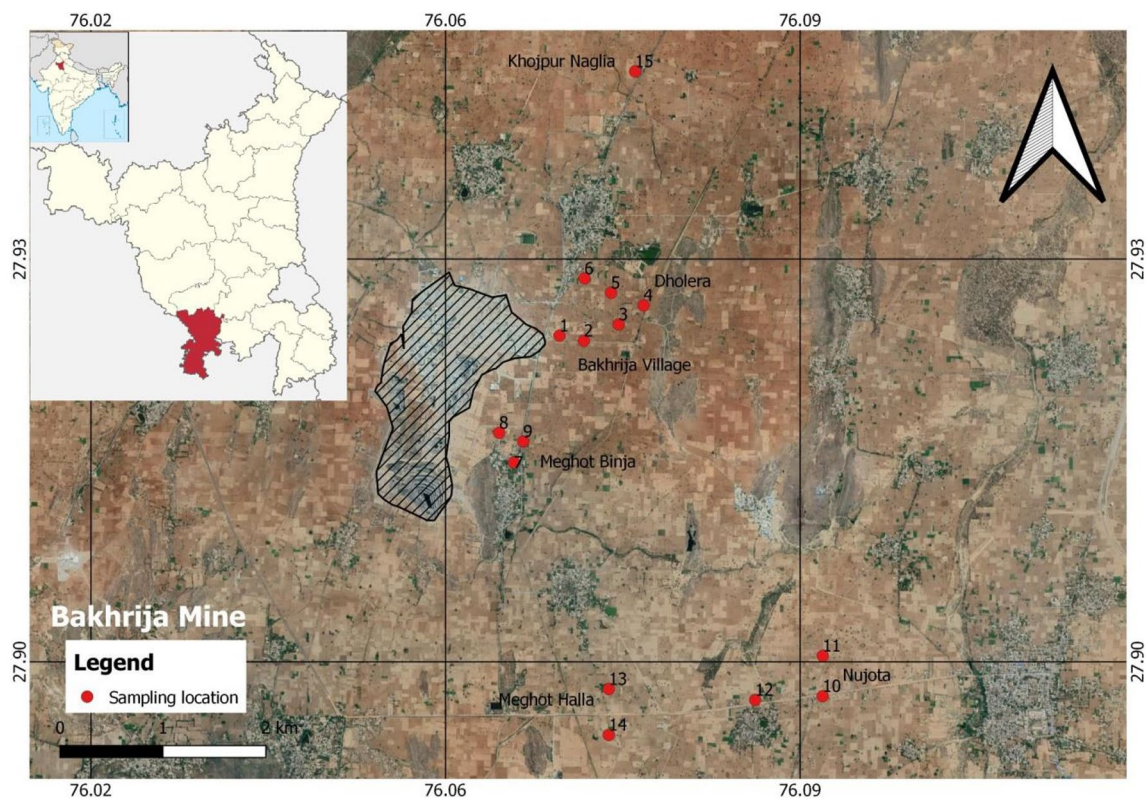 76.02 76.06 76.09
Khojpur Naglia 15
27.93 27.93
6
5 Dholera
4
3
1 2
Bakhrija Village
8
9
Meghot Binja
7
Bakhrija Mine
Legend
Sampling location
0 1 2 km
27.90 27.90
11
Nujota
10
12
13
Meghot Halla
14
76.02 76.06 76.09